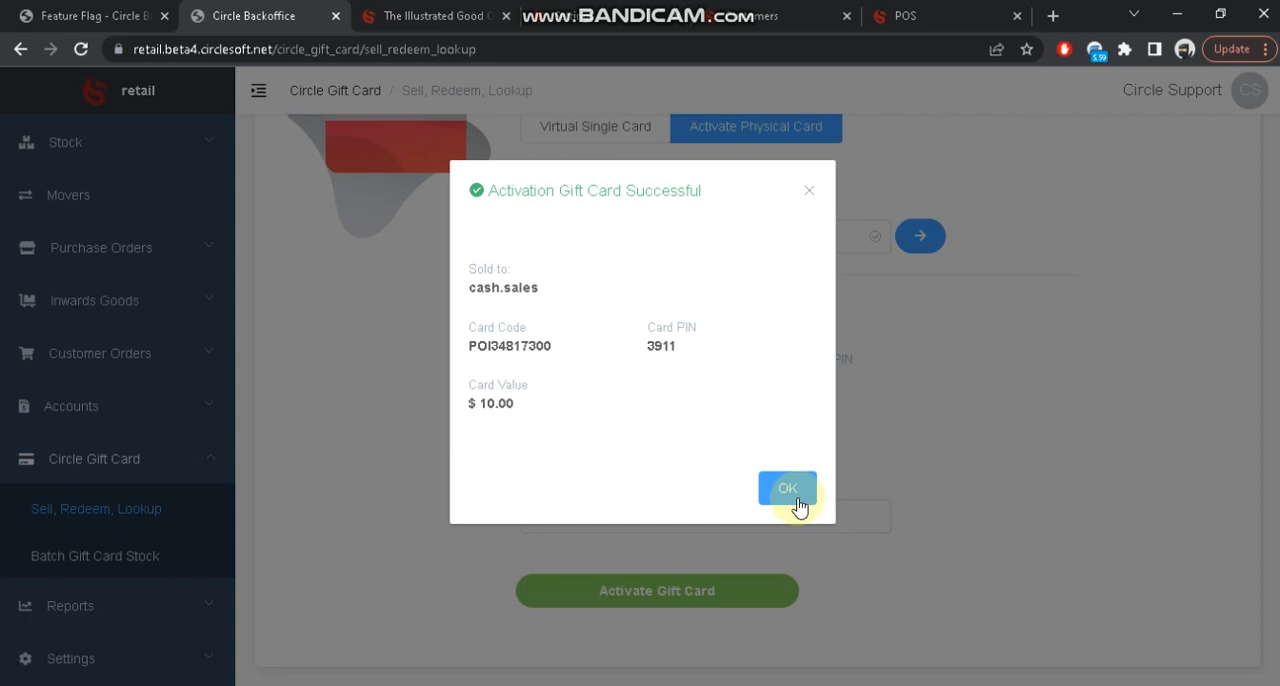 Feature Flag - Circle B
Circle Backoffice
The Illustrated Good
www.BANDICAM.com
mers
POS
retail.beta4.circlesoft.net/circle_gift_card/sell_redeem_lookup
5.59
Update
retail
Circle Gift Card / Sell, Redeem, Lookup
Circle Support
CS
Stock
Movers
Purchase Orders
Inwards Goods
Customer Orders
Accounts
Circle Gift Card
Sell, Redeem, Lookup
Batch Gift Card Stock
Reports
Settings
Virtual Single Card
Activate Physical Card
Activation Gift Card Successful
Sold to:
cash.sales
Card Code
Card PIN
POI34817300
3911
Card Value
$ 10.00
OK
PIN
Activate Gift Card